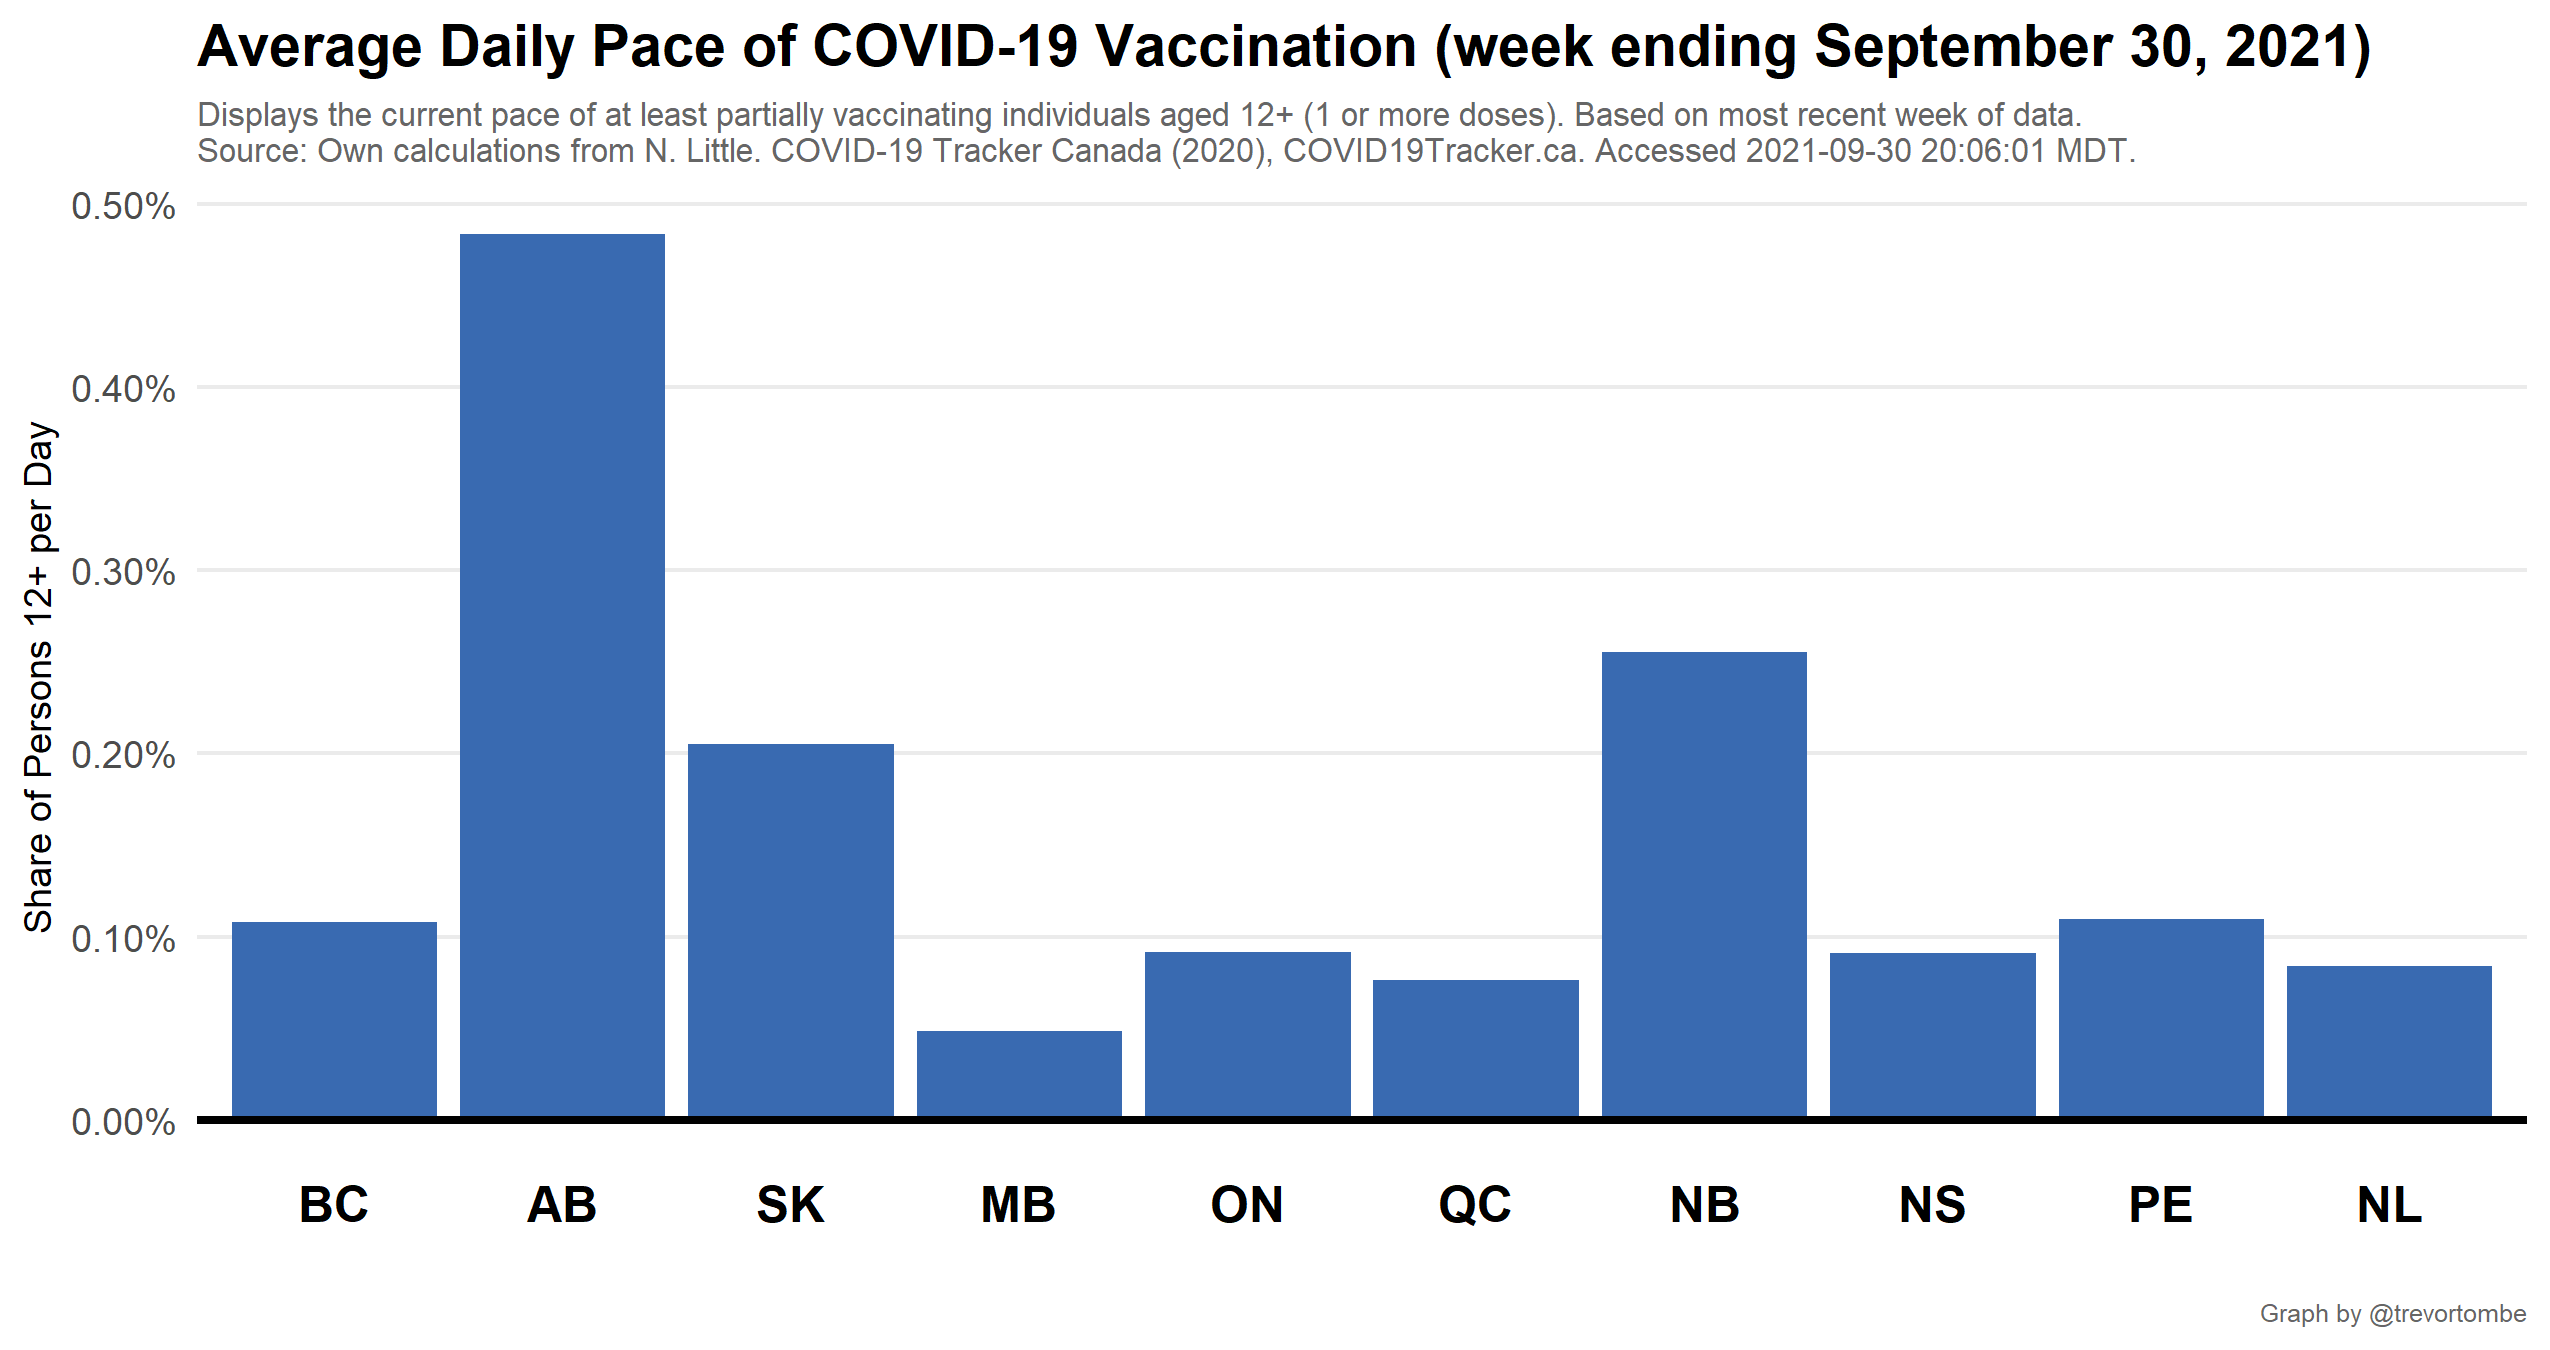 Average Daily Pace of COVID-19 Vaccination (week ending September 30, 2021)
Displays the current pace of at least partially vaccinating individuals aged 12+ (1 or more doses). Based on most recent week of data.
Source: Own calculations from N. Little. COVID-19 Tracker Canada (2020), COVID19Tracker.ca. Accessed 2021-09-30 20:06:01 MDT.
Share of Persons 12+ per Day
0.50%
0.40%
0.30%
0.20%
0.10%
0.00%
BC AB SK MB ON QC NB NS PE NL
Graph by @trevortombe